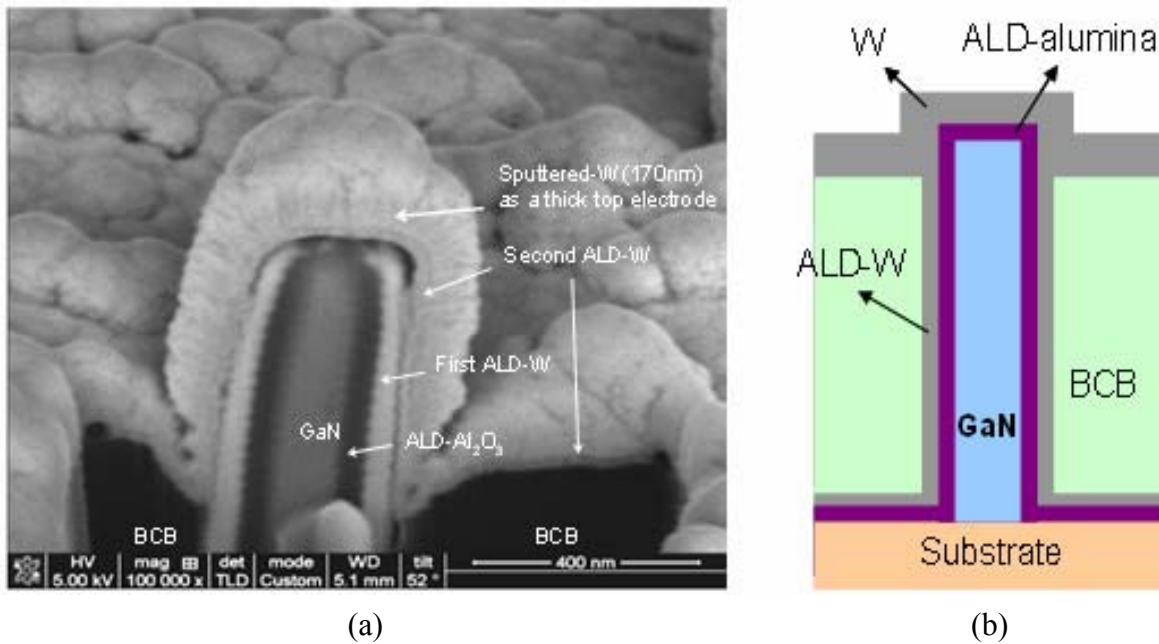 Sputtered-W (170nm)
as a thick top electrode
Second ALD-W
First ALD-W
GaN
ALD-Al₂O₃
BCB
BCB
HV
5.00 kV
mag
100 000 x
det
TLD
mode
Custom
WD
5.1 mm
tilt
52 °
400 nm
(a)
W
ALD-alumina
ALD-W
BCB
GaN
Substrate
(b)